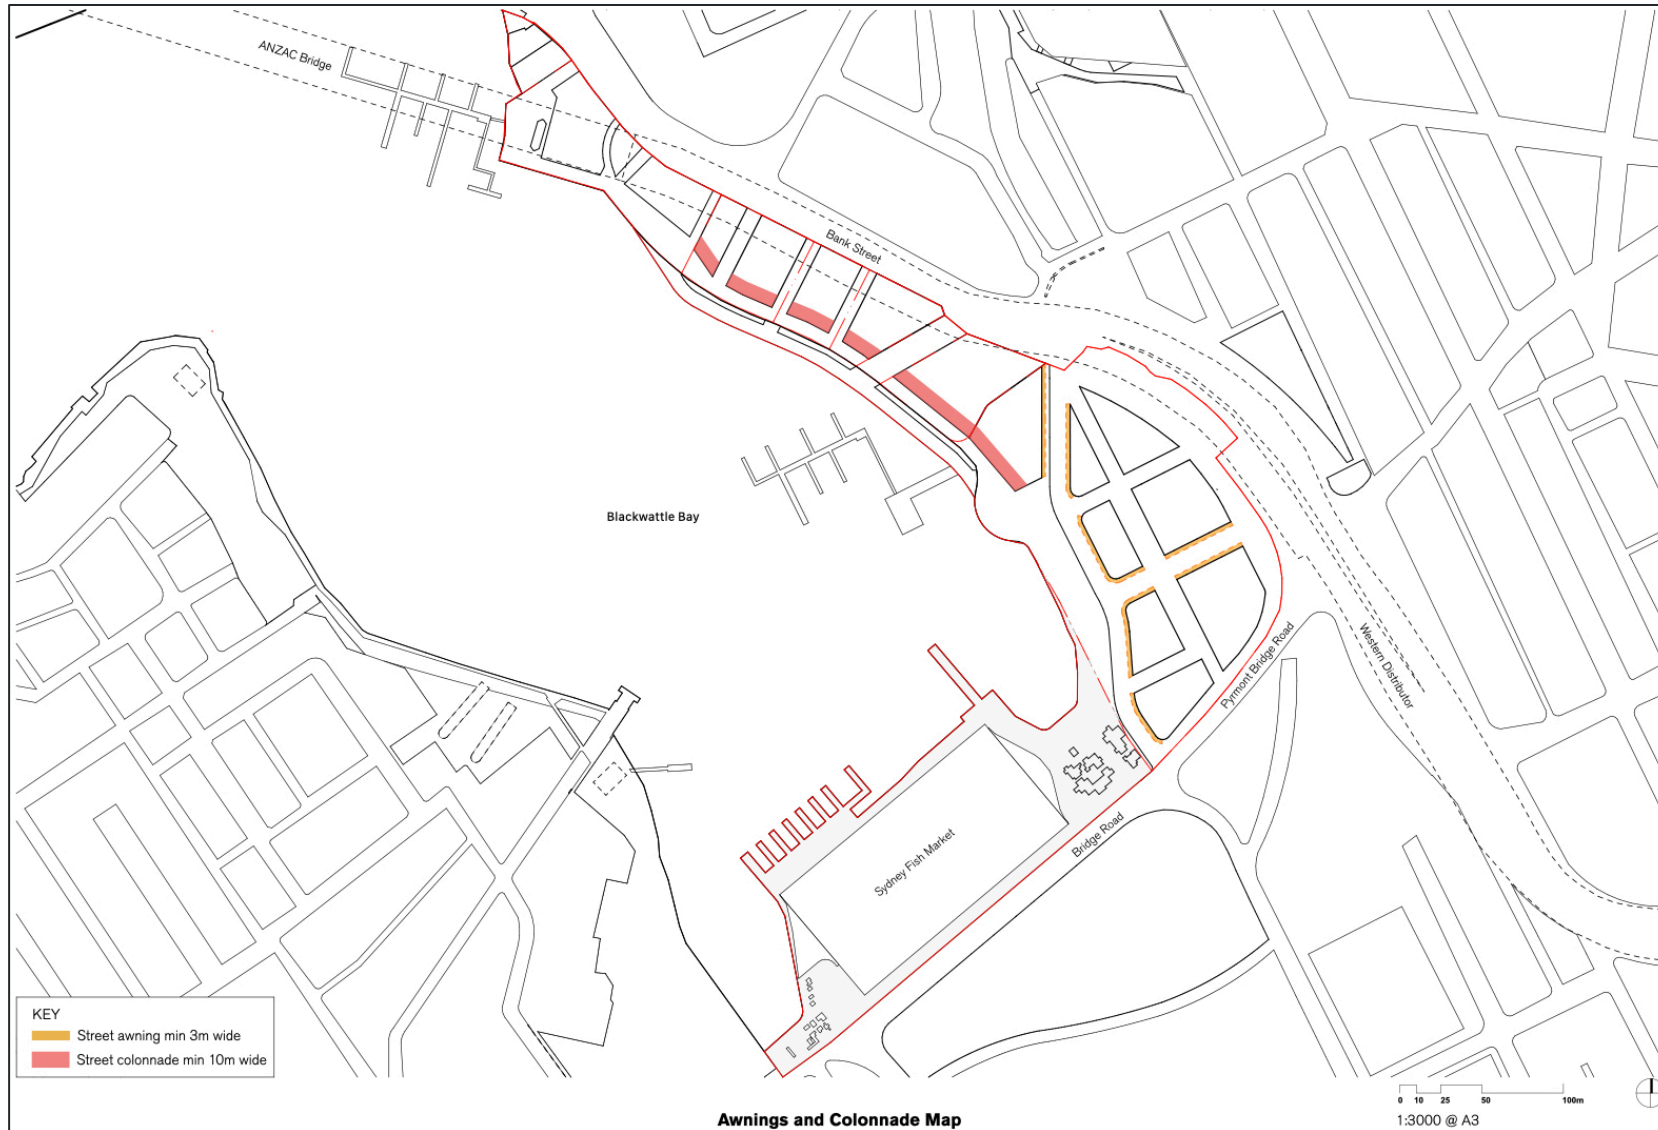 ANZAC Bridge
Bank Street
Blackwattle Bay
Western Distributor
Pyrmont Bridge Road
Sydney Fish Market
Bridge Road
KEY
Street awning min 3m wide
Street colonnade min 10m wide
Awnings and Colonnade Map
0 10 25 50 100m
1:3000 @ A3